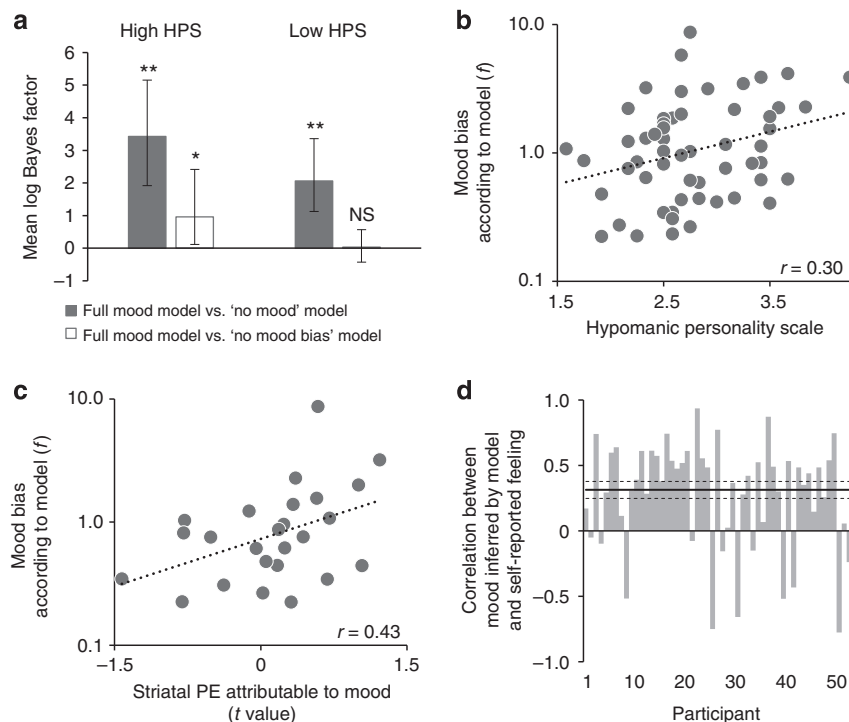 a
High HPS
Low HPS
Mean log Bayes factor
6
5
4
3
2
1
0
–1
**
*
**
NS
Full mood model vs. ‘no mood’ model
Full mood model vs. ‘no mood bias’ model
b
Mood bias
according to model (f)
10.0
1.0
0.1
1.5
2.5
3.5
r = 0.30
Hypomanic personality scale
c
Mood bias
according to model (f)
10.0
1.0
0.1
–1.5
0
1.5
r = 0.43
Striatal PE attributable to mood
(t value)
d
Correlation between
mood inferred by model
and self-reported feeling
1.0
0.5
0
–0.5
–1.0
1
10
20
30
40
50
Participant